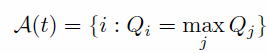 𝒜(t) = {i : Q_i = max_j Q_j}